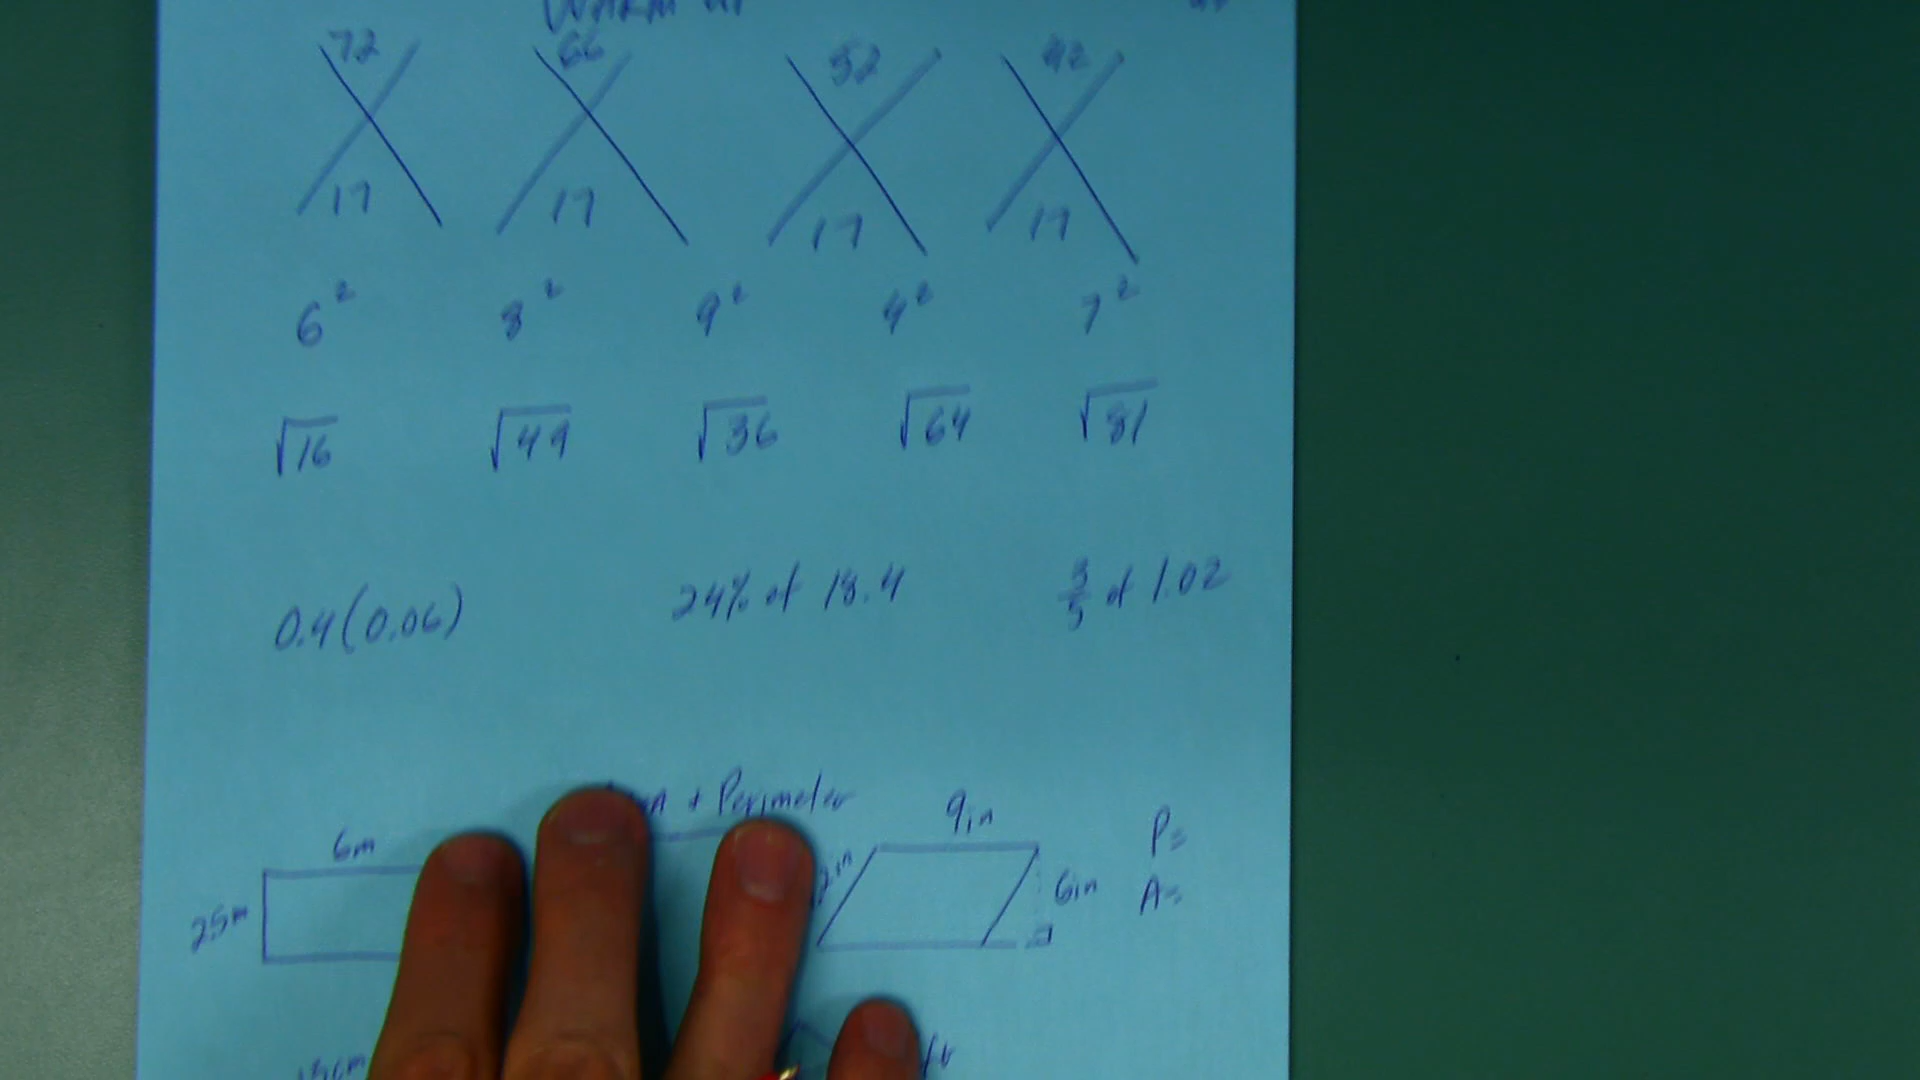 72 66 52 42
17 17 17 17
6² 8² 9² 4² 7²
√16 √49 √36 √64 √81
0.4(0.06) 24% of 18.4 3/5 of 1.02
+ Perimeter
6m 9in P=
25m 6in A=